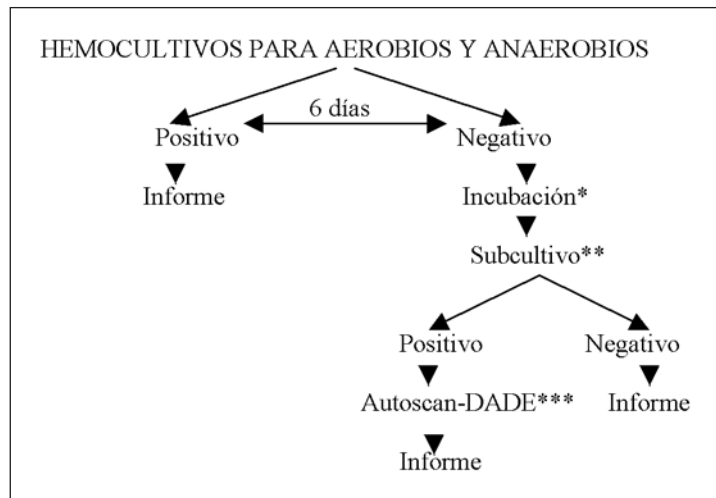 HEMOCULTIVOS PARA AEROBIOS Y ANAEROBIOS
6 días
Positivo Negativo
Informe Incubación*
Subcultivo**
Positivo Negativo
Autoscan-DADE*** Informe
Informe